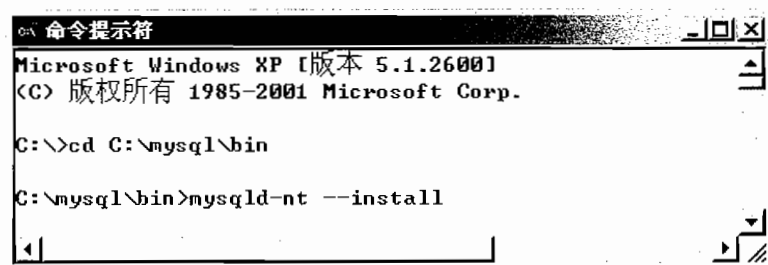 命令提示符
Microsoft Windows XP [版本 5.1.2600]
(C) 版权所有 1985-2001 Microsoft Corp.
C:\>cd C:\mysql\bin
C:\mysql\bin>mysqld-nt --install